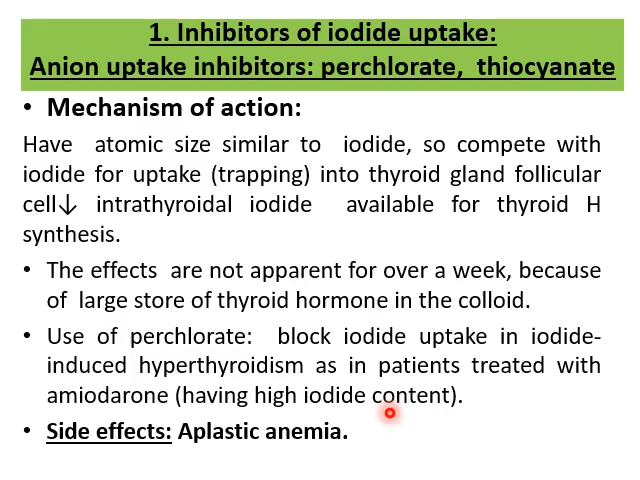 1. Inhibitors of iodide uptake:
Anion uptake inhibitors: perchlorate, thiocyanate
• Mechanism of action:
Have atomic size similar to iodide, so compete with
iodide for uptake (trapping) into thyroid gland follicular
cell↓ intrathyroidal iodide available for thyroid H
synthesis.
• The effects are not apparent for over a week, because
of large store of thyroid hormone in the colloid.
• Use of perchlorate: block iodide uptake in iodide-
induced hyperthyroidism as in patients treated with
amiodarone (having high iodide content).
• Side effects: Aplastic anemia.